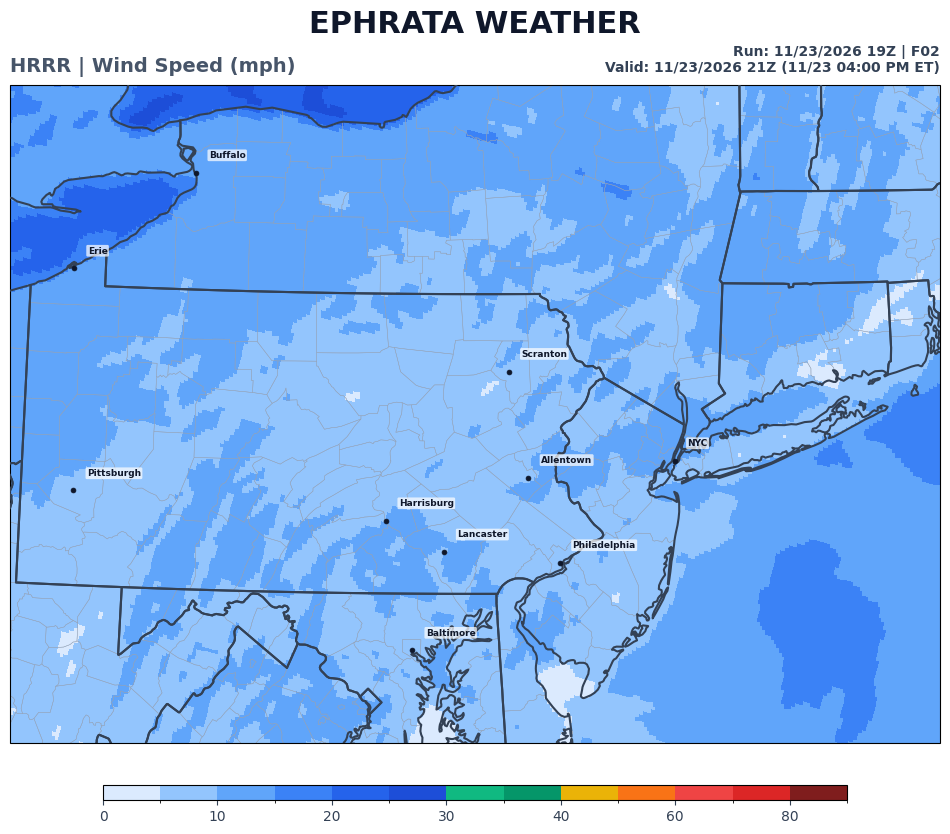 EPHRATA WEATHER
HRRR | Wind Speed (mph)
Run: 11/23/2026 19Z | F02
Valid: 11/23/2026 21Z (11/23 04:00 PM ET)
Buffalo
Erie
Scranton
NYC
Allentown
Pittsburgh
Harrisburg
Lancaster
Philadelphia
Baltimore
0 10 20 30 40 50 60 70 80